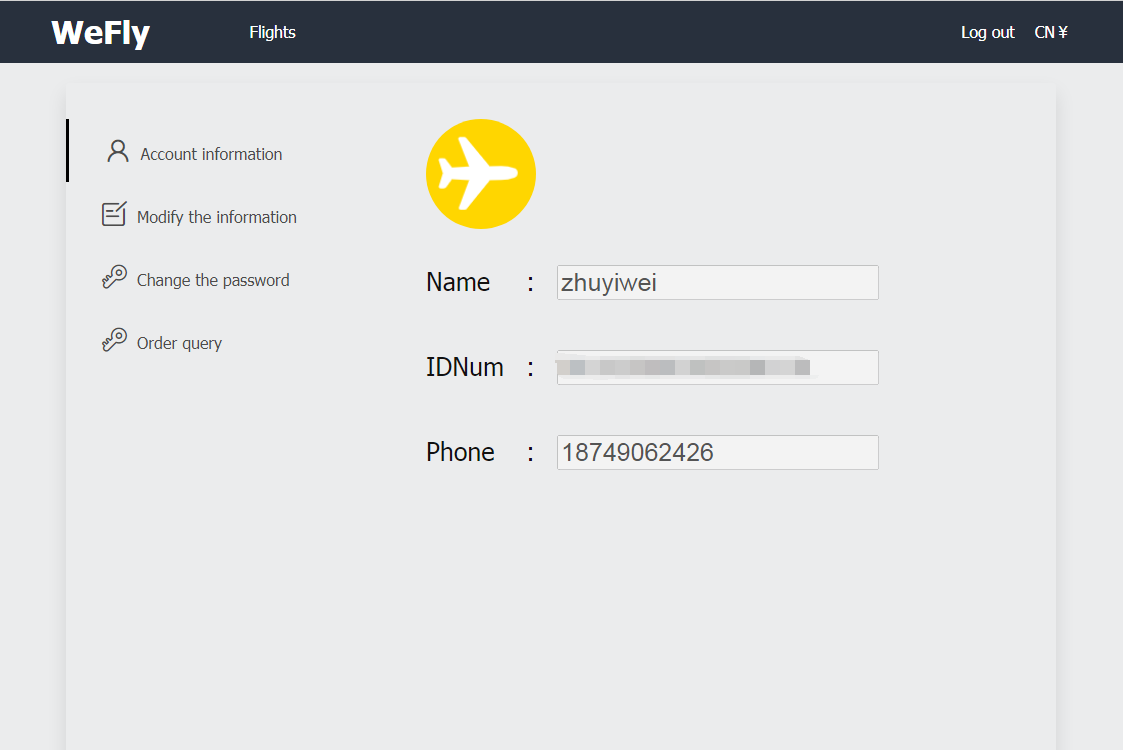 WeFly
Flights
Log out
CN ¥
Account information
Modify the information
Change the password
Order query
Name :
zhuyiwei
IDNum :
Phone :
18749062426